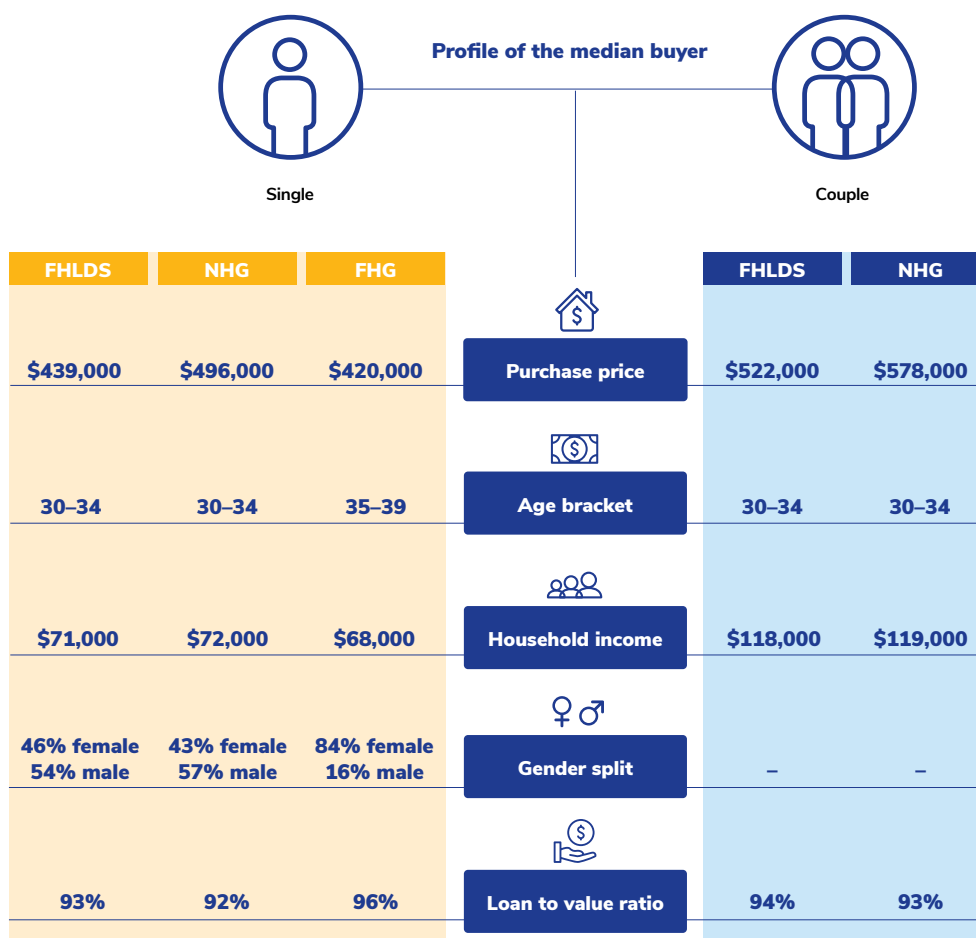 Profile of the median buyer
Single
Couple
FHLDS NHG FHG FHLDS NHG
$439,000 $496,000 $420,000 Purchase price $522,000 $578,000
30–34 30–34 35–39 Age bracket 30–34 30–34
$71,000 $72,000 $68,000 Household income $118,000 $119,000
46% female 43% female 84% female
54% male 57% male 16% male Gender split – –
93% 92% 96% Loan to value ratio 94% 93%